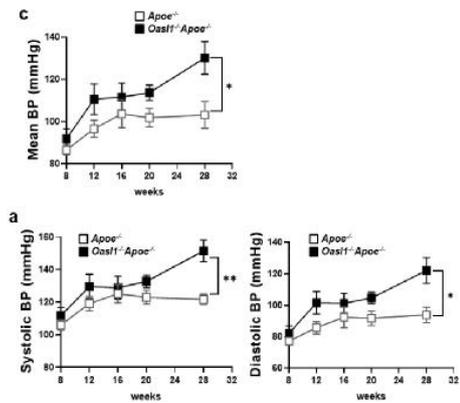 c
Apoe-/-
Oasl1-/-Apoe-/-
Mean BP (mmHg)
140
120
100
80
*
8 12 16 20 24 28 32
weeks
a
Apoe-/-
Oasl1-/-Apoe-/-
Systolic BP (mmHg)
160
140
120
100
80
**
8 12 16 20 24 28 32
weeks
Apoe-/-
Oasl1-/-Apoe-/-
Diastolic BP (mmHg)
140
120
100
80
60
*
8 12 16 20 24 28 32
weeks